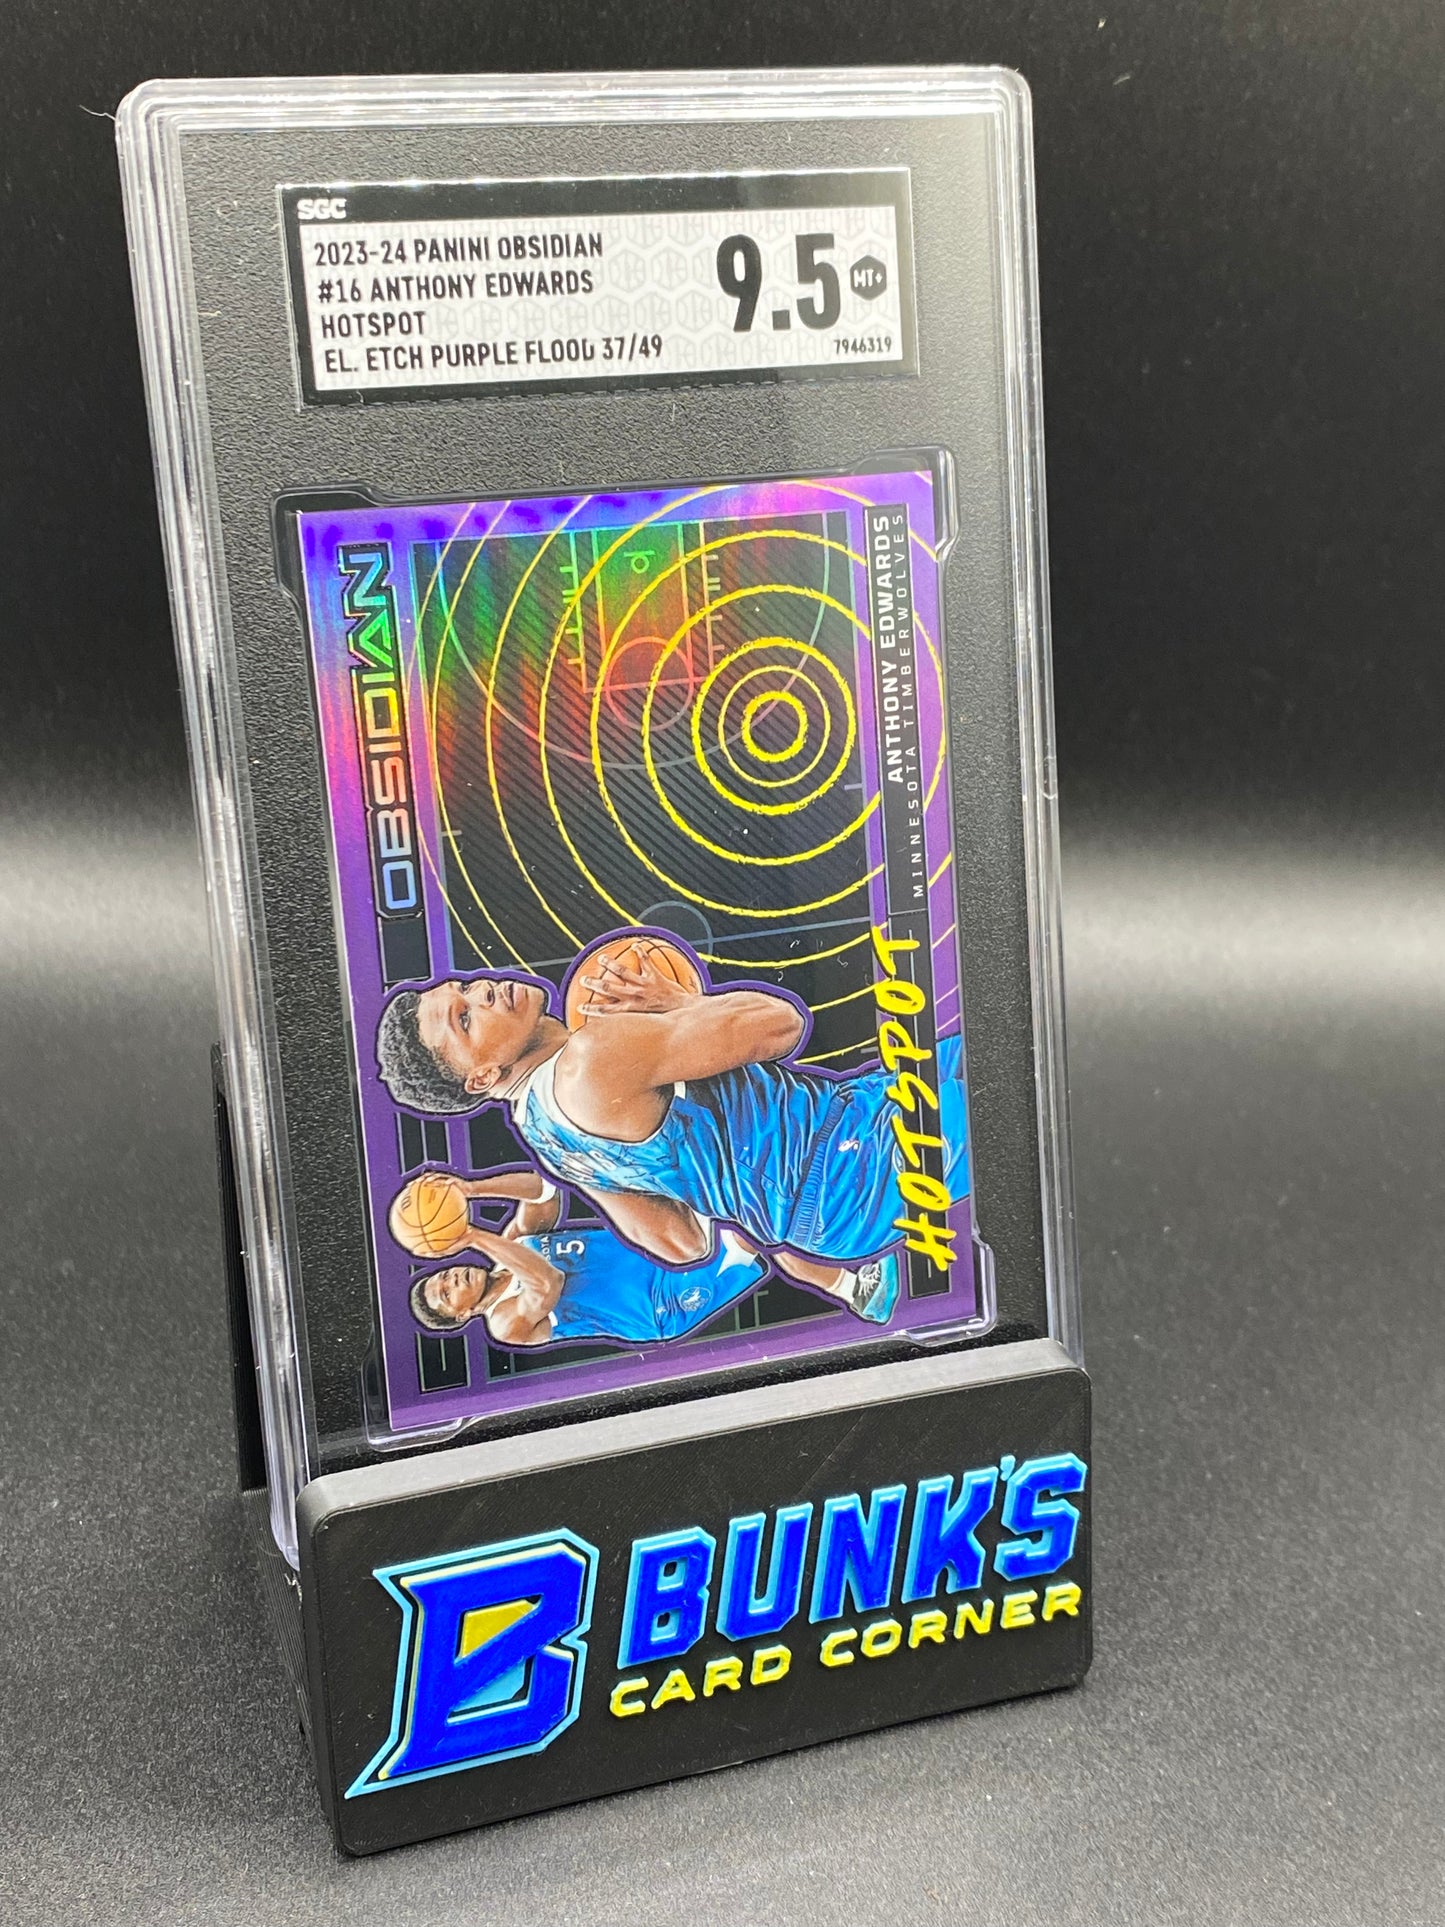 SGC
2023-24 PANINI OBSIDIAN
#16 ANTHONY EDWARDS
HOTSPOT
EL. ETCH PURPLE FLOOD 37/49
9.5
MT+
7946319
OBSIDIAN
ANTHONY EDWARDS
MINNESOTA TIMBERWOLVES
HOTSPOT
5
B
BUNK'S
CARD CORNER